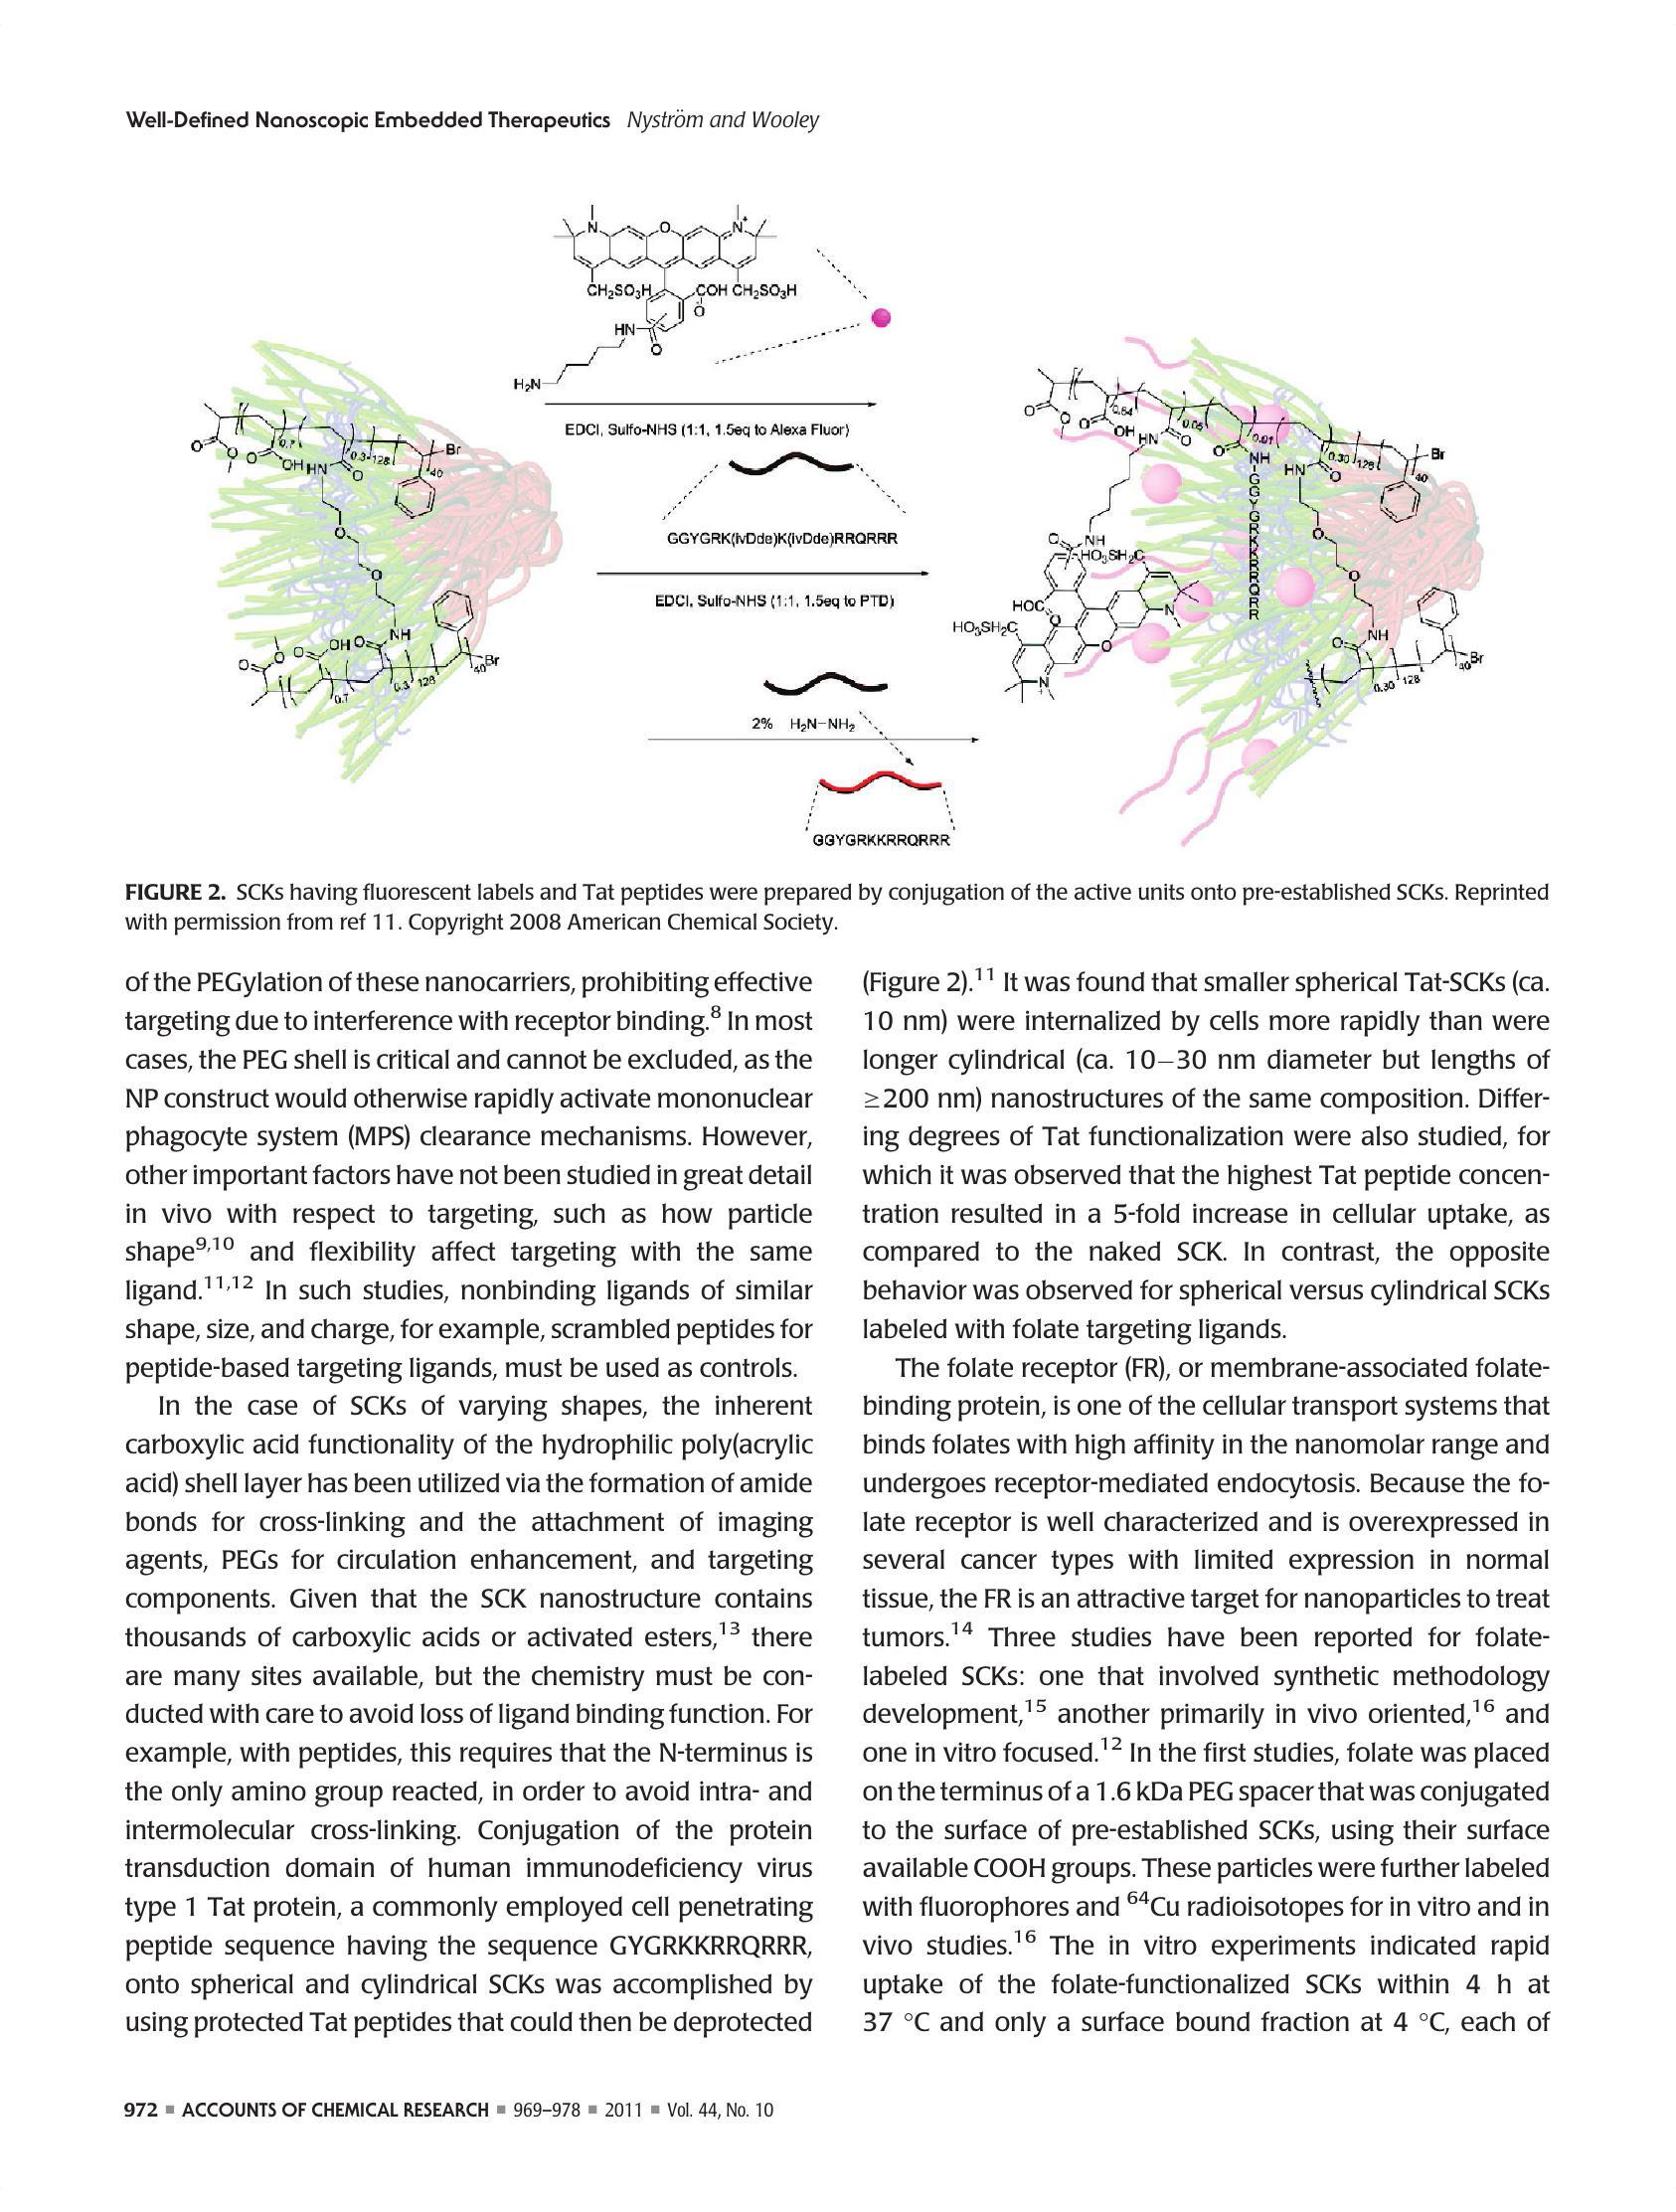 Well-Defined Nanoscopic Embedded Therapeutics Nyström and Wooley
N
O
N+
CH2SO3H
COH CH2SO3H
O
HN
O
H2N
EDCI, Sulfo-NHS (1:1, 1.5eq to Alexa Fluor)
GGYGRK(ivDde)K(ivDde)RRQRRR
EDCI, Sulfo-NHS (1:1, 1.5eq to PTD)
2% H2N-NH2
GGYGRKKRRQRRR
O
O
O
OH
HN
O
0.7
0.3
128
40
Br
O
O
NH
O
OH
O
O
O
0.7
0.3
128
40
Br
O
O
O
OH
0.64
HN
O
0.05
O
NH
0.01
HN
O
0.30
128
40
Br
GGYGRKKRRQRR
O
NH
HO3SH2C
HOOC
HO3SH2C
N
O
N+
O
O
NH
O
0.30
128
40
Br
FIGURE 2. SCKs having fluorescent labels and Tat peptides were prepared by conjugation of the active units onto pre-established SCKs. Reprinted
with permission from ref 11. Copyright 2008 American Chemical Society.
of the PEGylation of these nanocarriers, prohibiting effective
targeting due to interference with receptor binding.8 In most
cases, the PEG shell is critical and cannot be excluded, as the
NP construct would otherwise rapidly activate mononuclear
phagocyte system (MPS) clearance mechanisms. However,
other important factors have not been studied in great detail
in vivo with respect to targeting, such as how particle
shape9,10 and flexibility affect targeting with the same
ligand.11,12 In such studies, nonbinding ligands of similar
shape, size, and charge, for example, scrambled peptides for
peptide-based targeting ligands, must be used as controls.
In the case of SCKs of varying shapes, the inherent
carboxylic acid functionality of the hydrophilic poly(acrylic
acid) shell layer has been utilized via the formation of amide
bonds for cross-linking and the attachment of imaging
agents, PEGs for circulation enhancement, and targeting
components. Given that the SCK nanostructure contains
thousands of carboxylic acids or activated esters,13 there
are many sites available, but the chemistry must be con-
ducted with care to avoid loss of ligand binding function. For
example, with peptides, this requires that the N-terminus is
the only amino group reacted, in order to avoid intra- and
intermolecular cross-linking. Conjugation of the protein
transduction domain of human immunodeficiency virus
type 1 Tat protein, a commonly employed cell penetrating
peptide sequence having the sequence GYGRKKRRQRRR,
onto spherical and cylindrical SCKs was accomplished by
using protected Tat peptides that could then be deprotected
(Figure 2).11 It was found that smaller spherical Tat-SCKs (ca.
10 nm) were internalized by cells more rapidly than were
longer cylindrical (ca. 10–30 nm diameter but lengths of
≥200 nm) nanostructures of the same composition. Differ-
ing degrees of Tat functionalization were also studied, for
which it was observed that the highest Tat peptide concen-
tration resulted in a 5-fold increase in cellular uptake, as
compared to the naked SCK. In contrast, the opposite
behavior was observed for spherical versus cylindrical SCKs
labeled with folate targeting ligands.
The folate receptor (FR), or membrane-associated folate-
binding protein, is one of the cellular transport systems that
binds folates with high affinity in the nanomolar range and
undergoes receptor-mediated endocytosis. Because the fo-
late receptor is well characterized and is overexpressed in
several cancer types with limited expression in normal
tissue, the FR is an attractive target for nanoparticles to treat
tumors.14 Three studies have been reported for folate-
labeled SCKs: one that involved synthetic methodology
development,15 another primarily in vivo oriented,16 and
one in vitro focused.12 In the first studies, folate was placed
on the terminus of a 1.6 kDa PEG spacer that was conjugated
to the surface of pre-established SCKs, using their surface
available COOH groups. These particles were further labeled
with fluorophores and 64Cu radioisotopes for in vitro and in
vivo studies.16 The in vitro experiments indicated rapid
uptake of the folate-functionalized SCKs within 4 h at
37 °C and only a surface bound fraction at 4 °C, each of
972 ■ ACCOUNTS OF CHEMICAL RESEARCH ■ 969–978 ■ 2011 ■ Vol. 44, No. 10